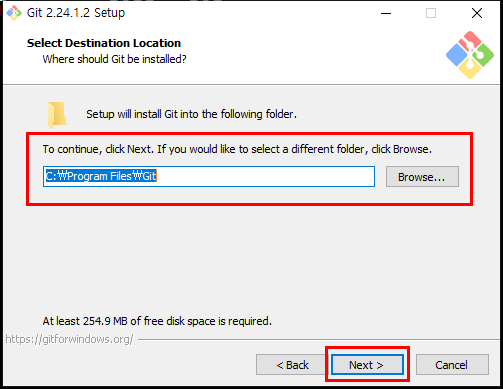 Git 2.24.1.2 Setup
Select Destination Location
Where should Git be installed?
Setup will install Git into the following folder.
To continue, click Next. If you would like to select a different folder, click Browse.
C:₩Program Files₩Git
Browse...
At least 254.9 MB of free disk space is required.
https://gitforwindows.org/
< Back
Next >
Cancel